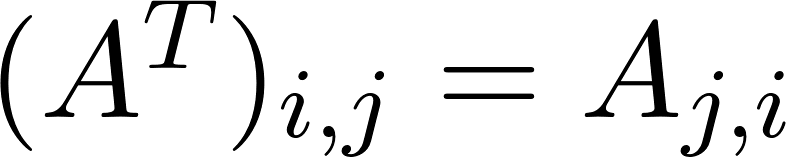 $(A^T)_{i,j} = A_{j,i}$